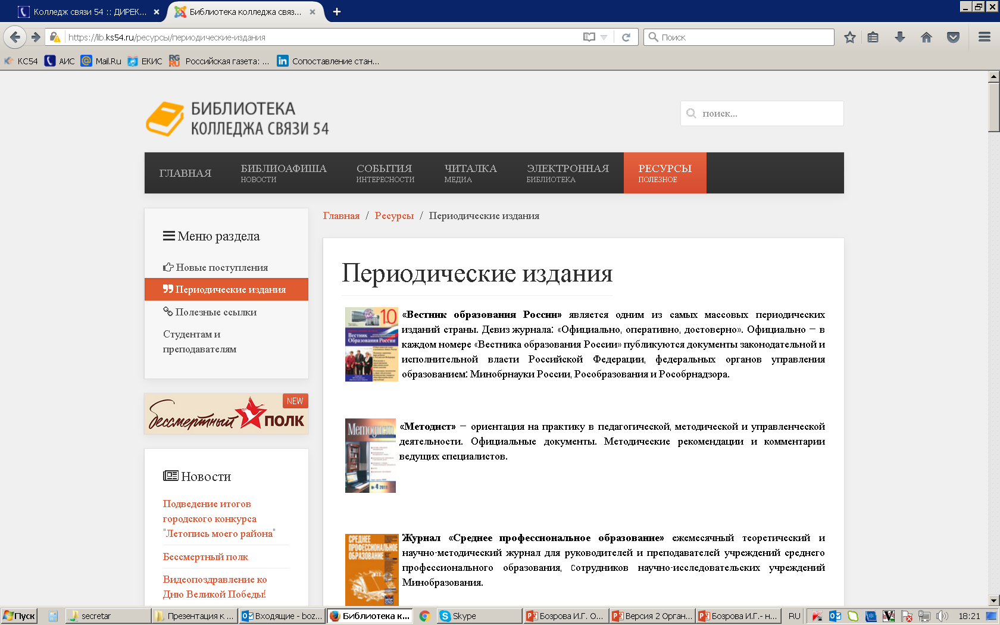 Колледж связи 54 :: ДИРЕК...
Библиотека колледжа связ...
https://lib.ks54.ru/ресурсы/периодические-издания
Поиск
КС54
АИС
Mail.Ru
ЕКИС
RG RU
Российская газета: ...
in
Сопоставление стан...
БИБЛИОТЕКА
КОЛЛЕДЖА СВЯЗИ 54
поиск...
ГЛАВНАЯ
БИБЛИОАФИША
НОВОСТИ
СОБЫТИЯ
ИНТЕРЕСНОСТИ
ЧИТАЛКА
МЕДИА
ЭЛЕКТРОННАЯ
БИБЛИОТЕКА
РЕСУРСЫ
ПОЛЕЗНОЕ
Главная / Ресурсы / Периодические издания
Меню раздела
Новые поступления
Периодические издания
Полезные ссылки
Студентам и
преподавателям
NEW
бессмертный ПОЛК
Новости
Подведение итогов
городского конкурса
"Летопись моего района"
Бессмертный полк
Видеопоздравление ко
Дню Великой Победы!
Периодические издания
10
Вестник
Образования России
«Вестник образования России» является одним из самых массовых периодических
изданий страны. Девиз журнала: «Официально, оперативно, достоверно». Официально – в
каждом номере «Вестника образования России» публикуются документы законодательной и
исполнительной власти Российской Федерации, федеральных органов управления
образованием: Минобрнауки России, Рособразования и Рособрнадзора.
Методист
№ 4 2011
«Методист» – ориентация на практику в педагогической, методической и управленческой
деятельности. Официальные документы. Методические рекомендации и комментарии
ведущих специалистов.
СРЕДНЕЕ
ПРОФЕССИОНАЛЬНОЕ
ОБРАЗОВАНИЕ
Журнал «Среднее профессиональное образование» ежемесячный теоретический и
научно-методический журнал для руководителей и преподавателей учреждений среднего
профессионального образования, сотрудников научно-исследовательских учреждений
Минобразования.
Пуск
secretar
Презентация к ...
Входящие - boz...
Библиотека к...
Skype
Бозрова И.Г. О...
Версия 2 Орган...
Бозрова И.Г.- н...
RU
18:21